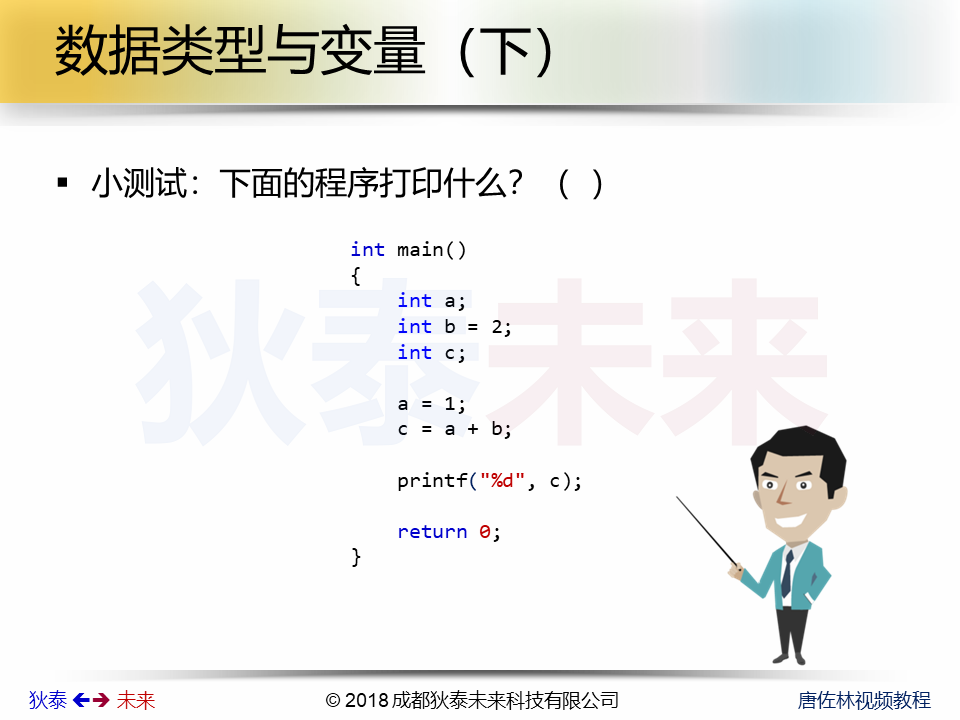 数据类型与变量（下）
▪ 小测试：下面的程序打印什么？ （ ）
int main()
{
    int a;
    int b = 2;
    int c;
    a = 1;
    c = a + b;
    printf("%d", c);
    return 0;
}
狄泰未来
狄泰 🡰🡲 未来
© 2018 成都狄泰未来科技有限公司
唐佐林视频教程